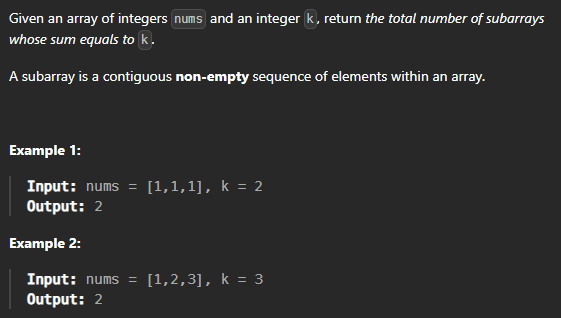 Given an array of integers nums and an integer k, return the total number of subarrays
whose sum equals to k.
A subarray is a contiguous non-empty sequence of elements within an array.
Example 1:
Input: nums = [1,1,1], k = 2
Output: 2
Example 2:
Input: nums = [1,2,3], k = 3
Output: 2